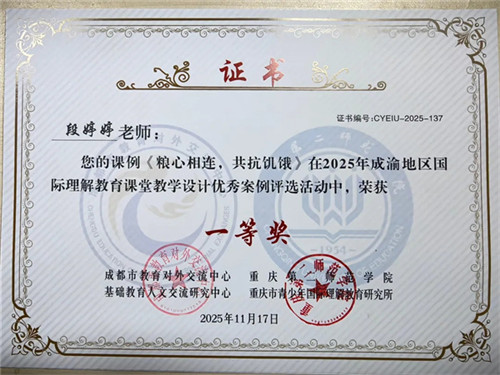 证书
证书编号：CYEIU-2025-137
段婷婷老师：
您的课例《粮心相连，共抗饥饿》在2025年成渝地区国
际理解教育课堂教学设计优秀案例评选活动中，荣获
一等奖
成都市教育对外交流中心 重庆第二师范学院
基础教育人文交流研究中心 重庆市青少年国际理解教育研究所
2025年11月17日
1954